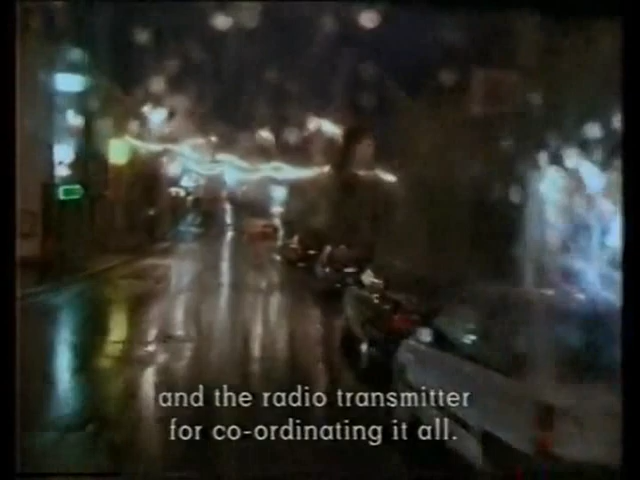 and the radio transmitter
for co-ordinating it all.